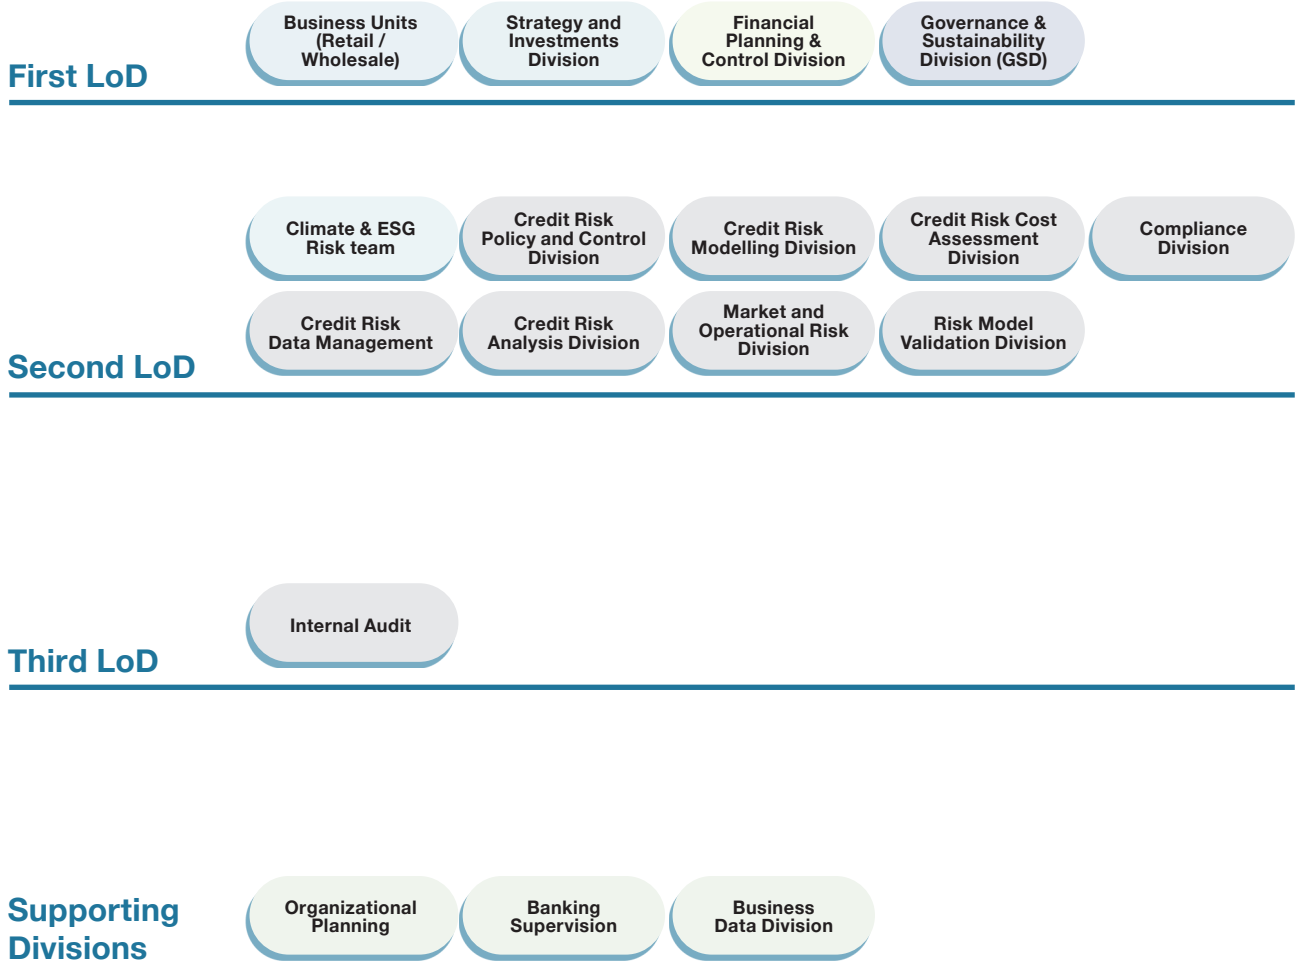 Business Units
(Retail /
Wholesale)
Strategy and
Investments
Division
Financial
Planning &
Control Division
Governance &
Sustainability
Division (GSD)
First LoD
Climate & ESG
Risk team
Credit Risk
Policy and Control
Division
Credit Risk
Modelling Division
Credit Risk Cost
Assessment
Division
Compliance
Division
Credit Risk
Data Management
Credit Risk
Analysis Division
Market and
Operational Risk
Division
Risk Model
Validation Division
Second LoD
Internal Audit
Third LoD
Supporting
Divisions
Organizational
Planning
Banking
Supervision
Business
Data Division